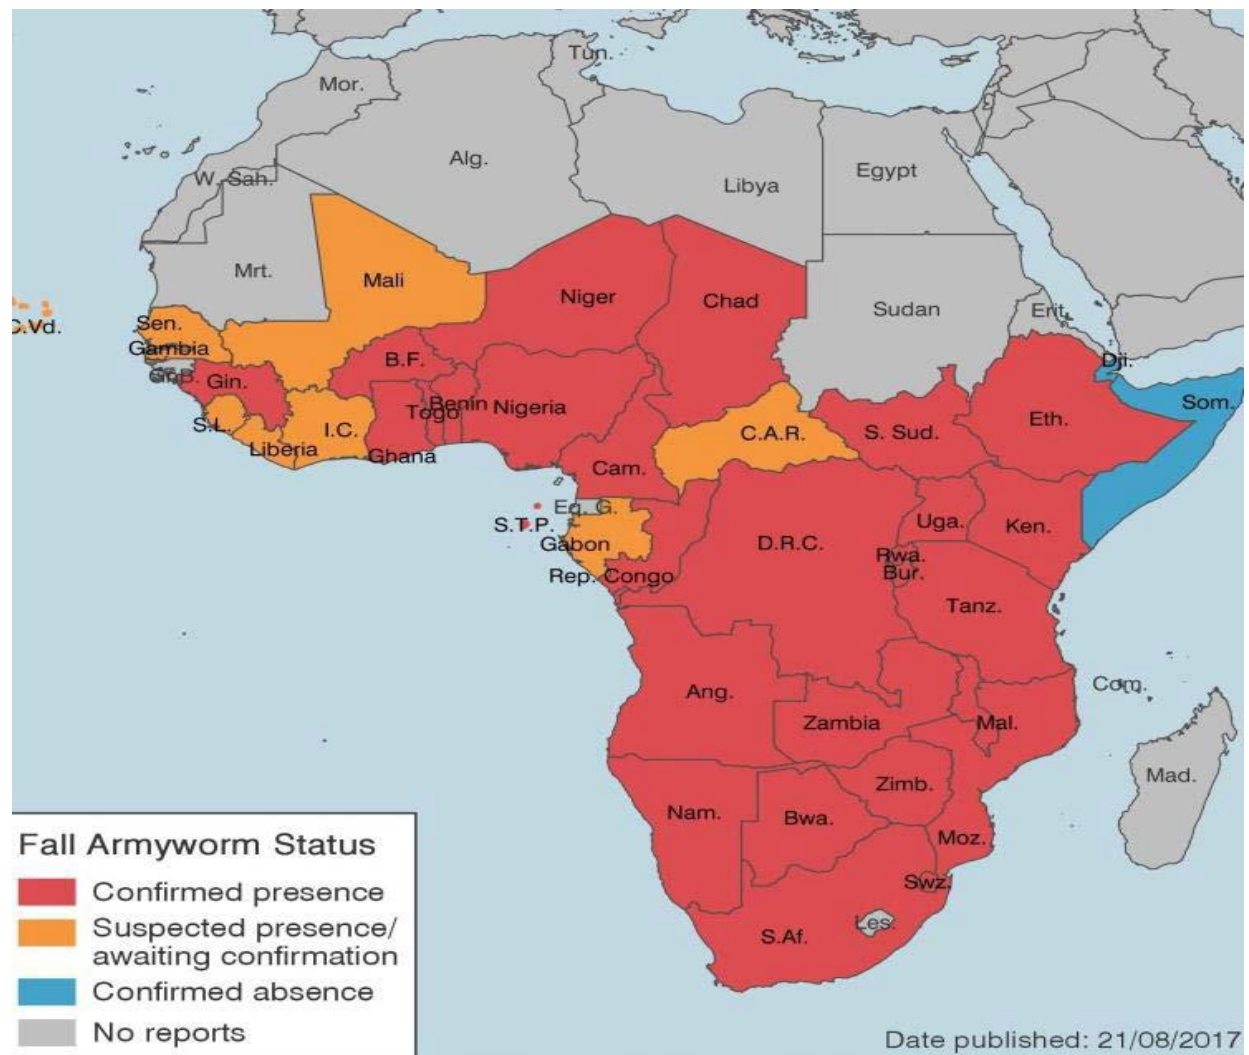 Tun.
Mor.
Alg.
W. Sah.
Libya
Egypt
Mrt.
Mali
Niger
Chad
Sudan
Erit.
C.Vd.
Sen.
Gambia
B.F.
Dji.
Gin.
Benin
Togo
Nigeria
Som.
S.L.
I.C.
C.A.R.
S. Sud.
Eth.
Liberia
Ghana
Cam.
Eq. G.
S.T.P.
Uga.
Ken.
Gabon
D.R.C.
Rwa.
Rep. Congo
Bur.
Tanz.
Ang.
Com.
Zambia
Mal.
Mad.
Zimb.
Nam.
Bwa.
Moz.
Swz.
Les.
S.Af.
Fall Armyworm Status
Confirmed presence
Suspected presence/
awaiting confirmation
Confirmed absence
No reports
Date published: 21/08/2017